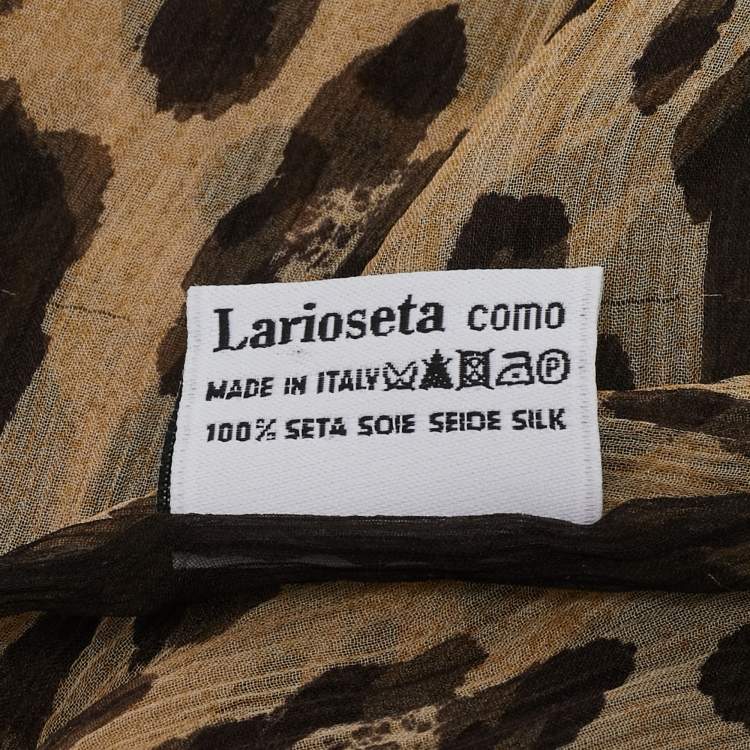 Larioseta como
MADE IN ITALY P
100% SETA SOIE SEIDE SILK